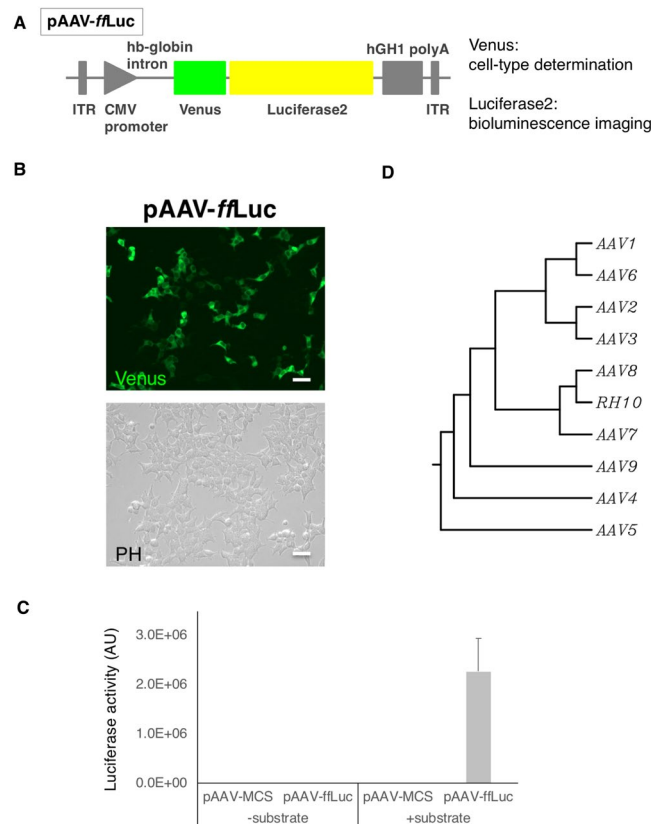 A
pAAV-ffLuc
hb-globin
intron
hGH1 polyA
ITR
CMV
promoter
Venus
Luciferase2
ITR
Venus:
cell-type determination
Luciferase2:
bioluminescence imaging
B
pAAV-ffLuc
Venus
PH
D
AAV1
AAV6
AAV2
AAV3
AAV8
RH10
AAV7
AAV9
AAV4
AAV5
C
Luciferase activity (AU)
3.0E+06
2.0E+06
1.0E+06
0.0E+00
pAAV-MCS pAAV-ffLuc pAAV-MCS pAAV-ffLuc
-substrate +substrate